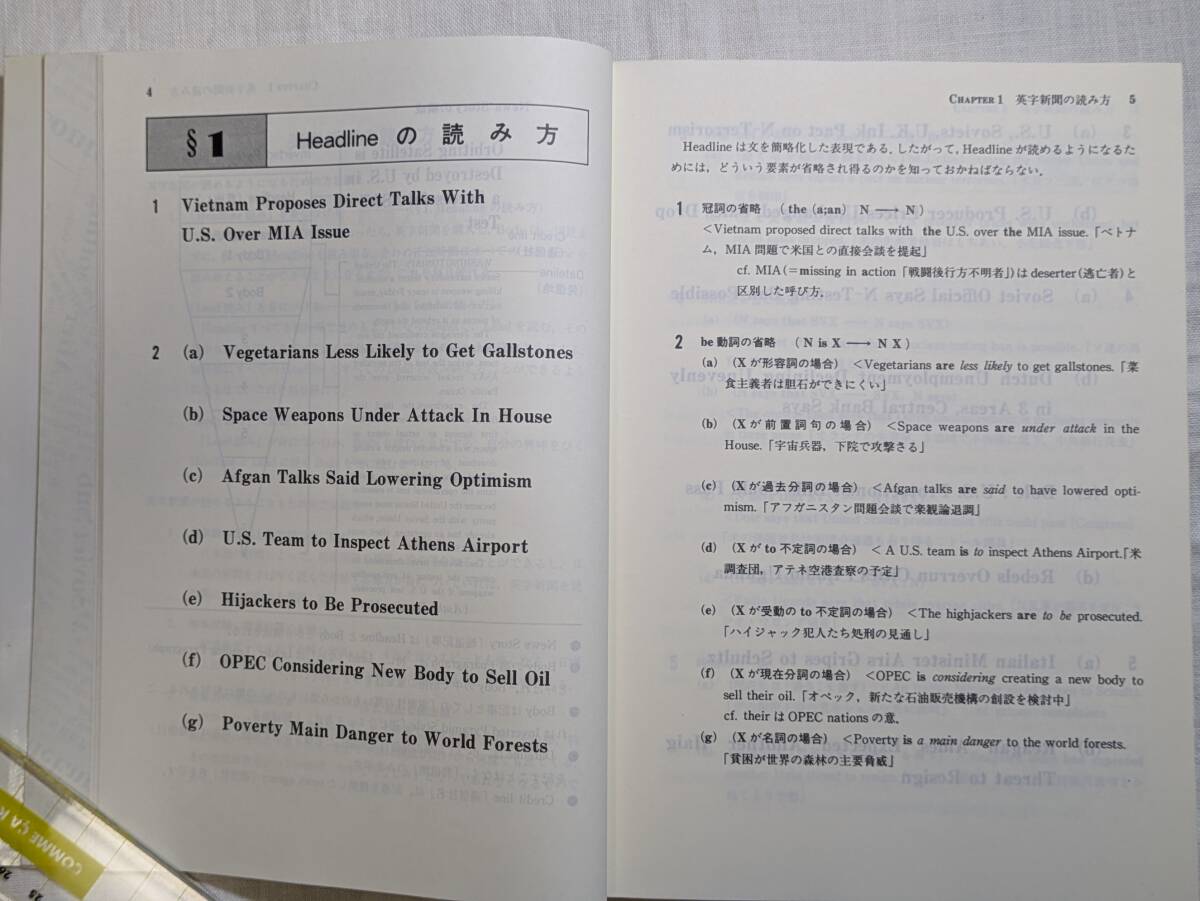 4
§1 Headline の読み方
1 Vietnam Proposes Direct Talks With
U.S. Over MIA Issue
2 (a) Vegetarians Less Likely to Get Gallstones
(b) Space Weapons Under Attack In House
(c) Afgan Talks Said Lowering Optimism
(d) U.S. Team to Inspect Athens Airport
(e) Hijackers to Be Prosecuted
(f) OPEC Considering New Body to Sell Oil
(g) Poverty Main Danger to World Forests
CHAPTER 1 英字新聞の読み方 5
Headline は文を簡略化した表現である．したがって，Headline が読めるようになるた
めには，どういう要素が省略され得るのかを知っておかねばならない．
1 冠詞の省略 (the (a;an) N → N)
<Vietnam proposed direct talks with the U.S. over the MIA issue.「ベトナ
ム，MIA 問題で米国との直接会談を提起」
cf. MIA(=missing in action「戦闘後行方不明者」)は deserter(逃亡者)と
区別した呼び方．
2 be 動詞の省略 (N is X → N X)
(a) (X が形容詞の場合) <Vegetarians are less likely to get gallstones.「菜
食主義者は胆石ができにくい」
(b) (X が前置詞句の場合) <Space weapons are under attack in the
House.「宇宙兵器，下院で攻撃さる」
(c) (X が過去分詞の場合) <Afgan talks are said to have lowered opti-
mism.「アフガニスタン問題会談で楽観論退調」
(d) (X が to 不定詞の場合) <A U.S. team is to inspect Athens Airport.「米
調査団，アテネ空港査察の予定」
(e) (X が受動の to 不定詞の場合) <The highjackers are to be prosecuted.
「ハイジャック犯人たち処刑の見通し」
(f) (X が現在分詞の場合) <OPEC is considering creating a new body to
sell their oil.「オペック，新たな石油販売機構の創設を検討中」
cf. their は OPEC nations の意．
(g) (X が名詞の場合) <Poverty is a main danger to the world forests.
「貧困が世界の森林の主要脅威」
COMME ÇA
26
25